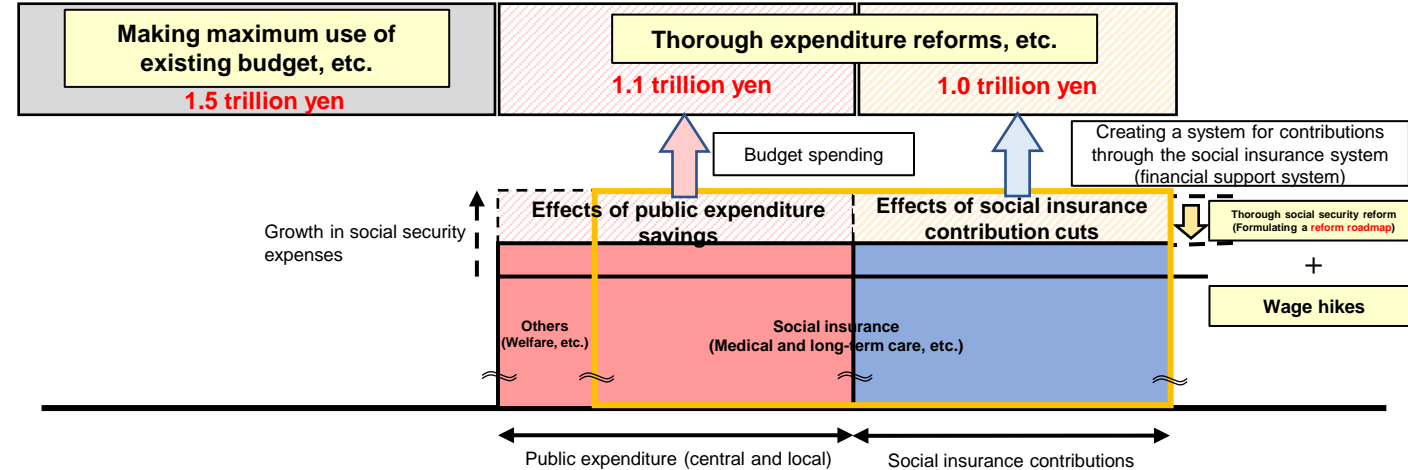 Making maximum use of
existing budget, etc.
1.5 trillion yen
Thorough expenditure reforms, etc.
1.1 trillion yen
1.0 trillion yen
Budget spending
Creating a system for contributions
through the social insurance system
(financial support system)
Growth in social security
expenses
Effects of public expenditure
savings
Effects of social insurance
contribution cuts
Thorough social security reform
(Formulating a reform roadmap)
+
Wage hikes
Others
(Welfare, etc.)
Social insurance
(Medical and long-term care, etc.)
Public expenditure (central and local)
Social insurance contributions